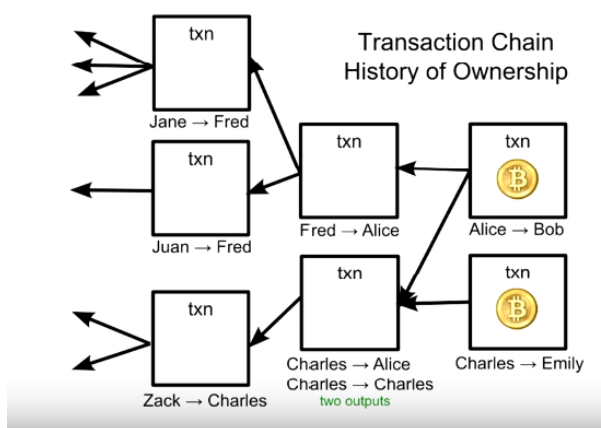 Transaction Chain
History of Ownership
txn
Jane → Fred
txn
Juan → Fred
txn
Zack → Charles
txn
Fred → Alice
txn
Charles → Alice
Charles → Charles
two outputs
txn
₿
Alice → Bob
txn
₿
Charles → Emily